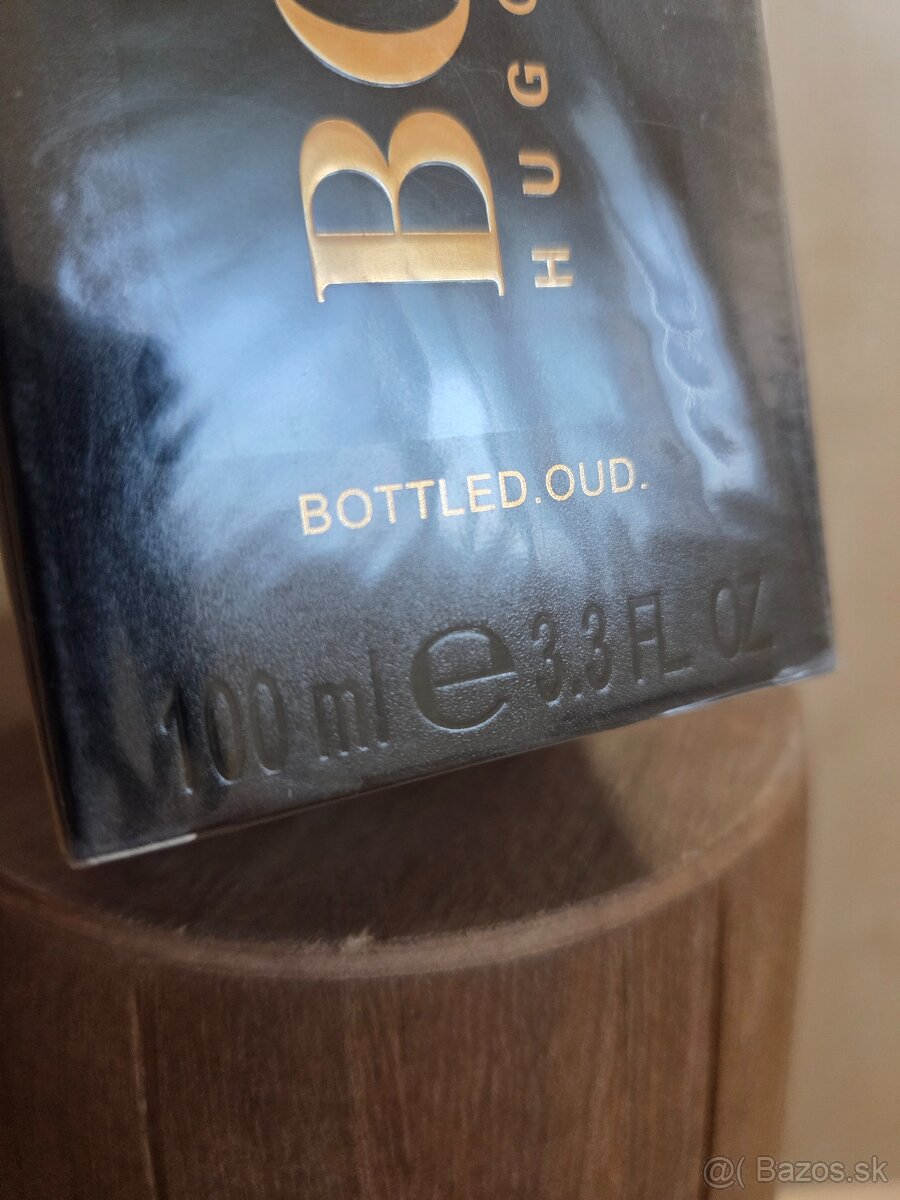 BO
HUGO
BOTTLED.OUD.
100 ml e 3.3 FL. OZ
@( Bazos.sk